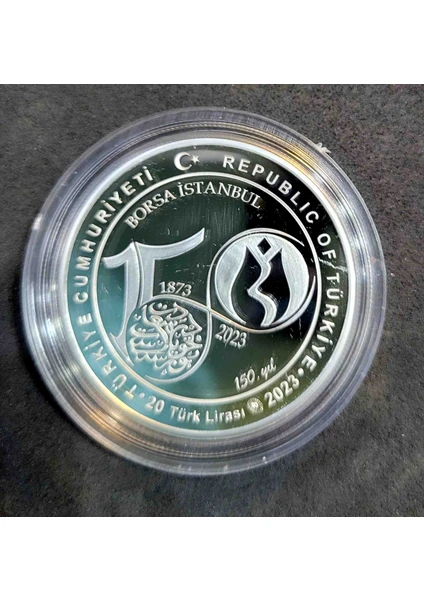 TÜRKİYE CUMHURİYETİ REPUBLIC OF TÜRKİYE
BORSA İSTANBUL
150
1873
2023
150. yıl
20 Türk Lirası
2023